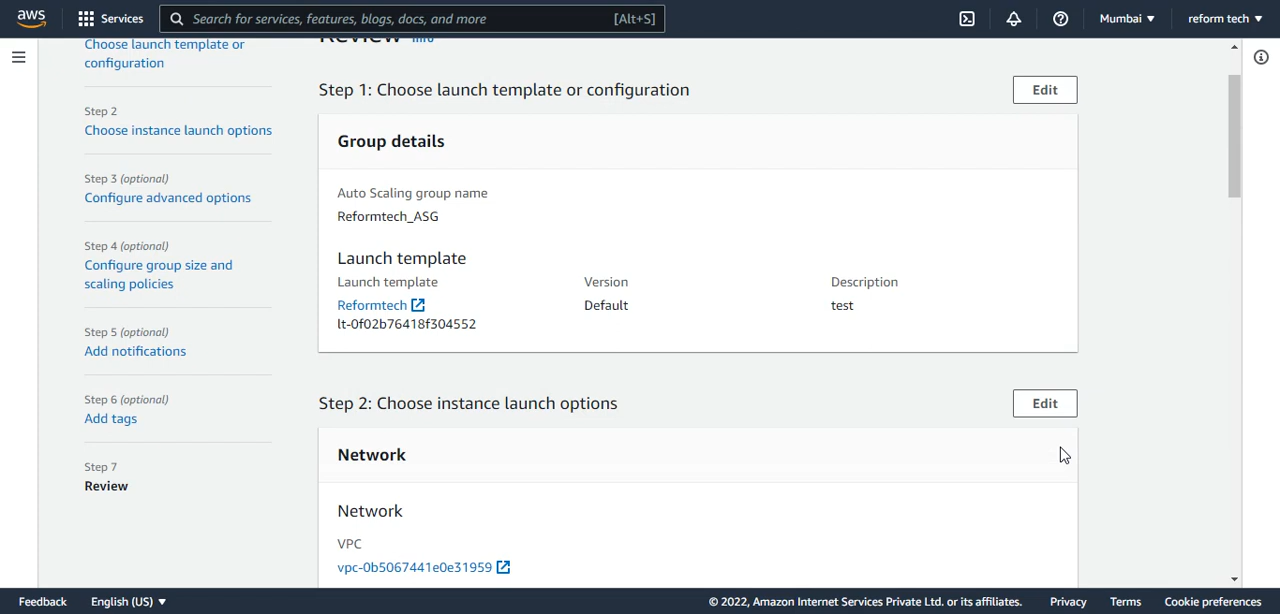 aws
Services
Search for services, features, blogs, docs, and more
[Alt+S]
Mumbai
reform tech
Choose launch template or
configuration
Step 2
Choose instance launch options
Step 3 (optional)
Configure advanced options
Step 4 (optional)
Configure group size and
scaling policies
Step 5 (optional)
Add notifications
Step 6 (optional)
Add tags
Step 7
Review
Review Info
Step 1: Choose launch template or configuration
Edit
Group details
Auto Scaling group name
Reformtech_ASG
Launch template
Launch template Version Description
Reformtech Default test
lt-0f02b76418f304552
Step 2: Choose instance launch options
Edit
Network
Network
VPC
vpc-0b5067441e0e31959
Feedback English (US) © 2022, Amazon Internet Services Private Ltd. or its affiliates. Privacy Terms Cookie preferences